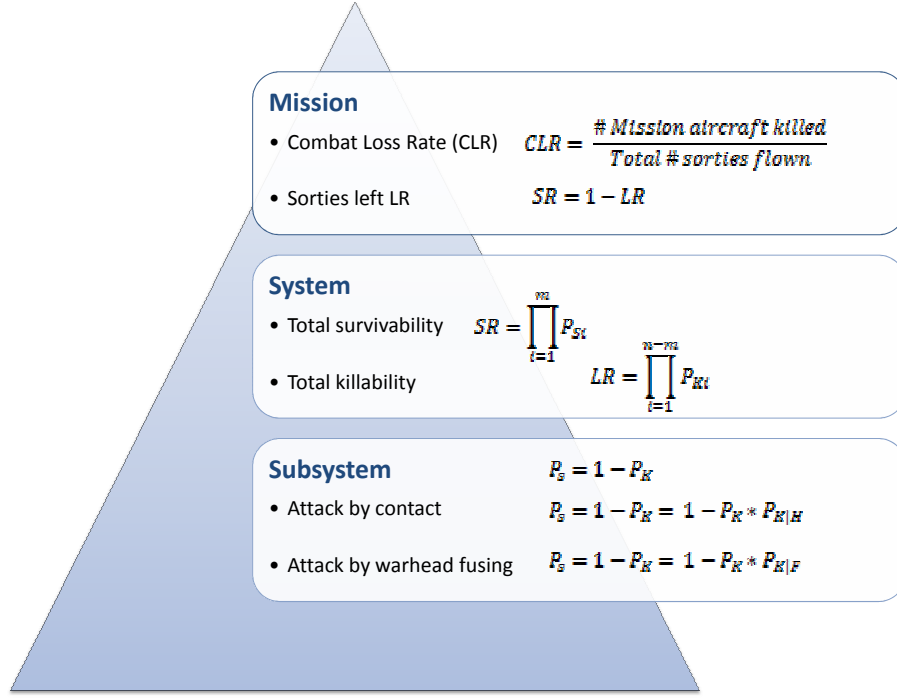 Mission
• Combat Loss Rate (CLR) CLR = # Mission aircraft killed / Total # sorties flown
• Sorties left LR SR = 1 − LR
System
• Total survivability SR = ∏_{i=1}^{m} P_{Si}
• Total killability LR = ∏_{i=1}^{n−m} P_{Ki}
Subsystem P_s = 1 − P_K
• Attack by contact P_s = 1 − P_K = 1 − P_K * P_{K|H}
• Attack by warhead fusing P_s = 1 − P_K = 1 − P_K * P_{K|F}